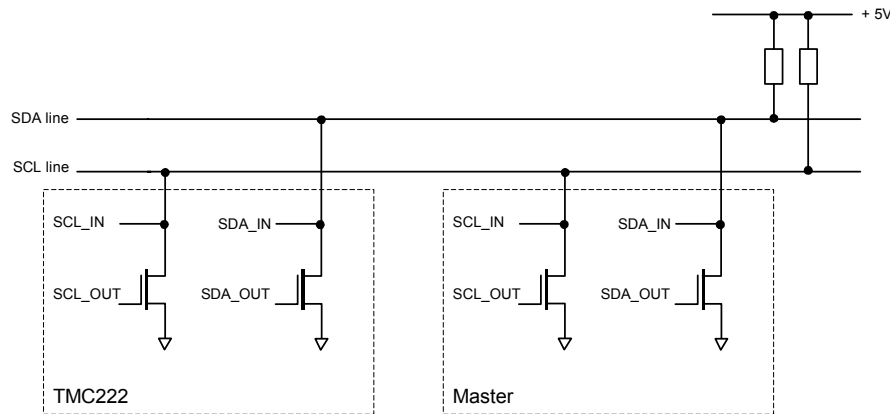 + 5V
SDA line
SCL line
SCL_IN
SDA_IN
SCL_IN
SDA_IN
SCL_OUT
SDA_OUT
SCL_OUT
SDA_OUT
TMC222
Master